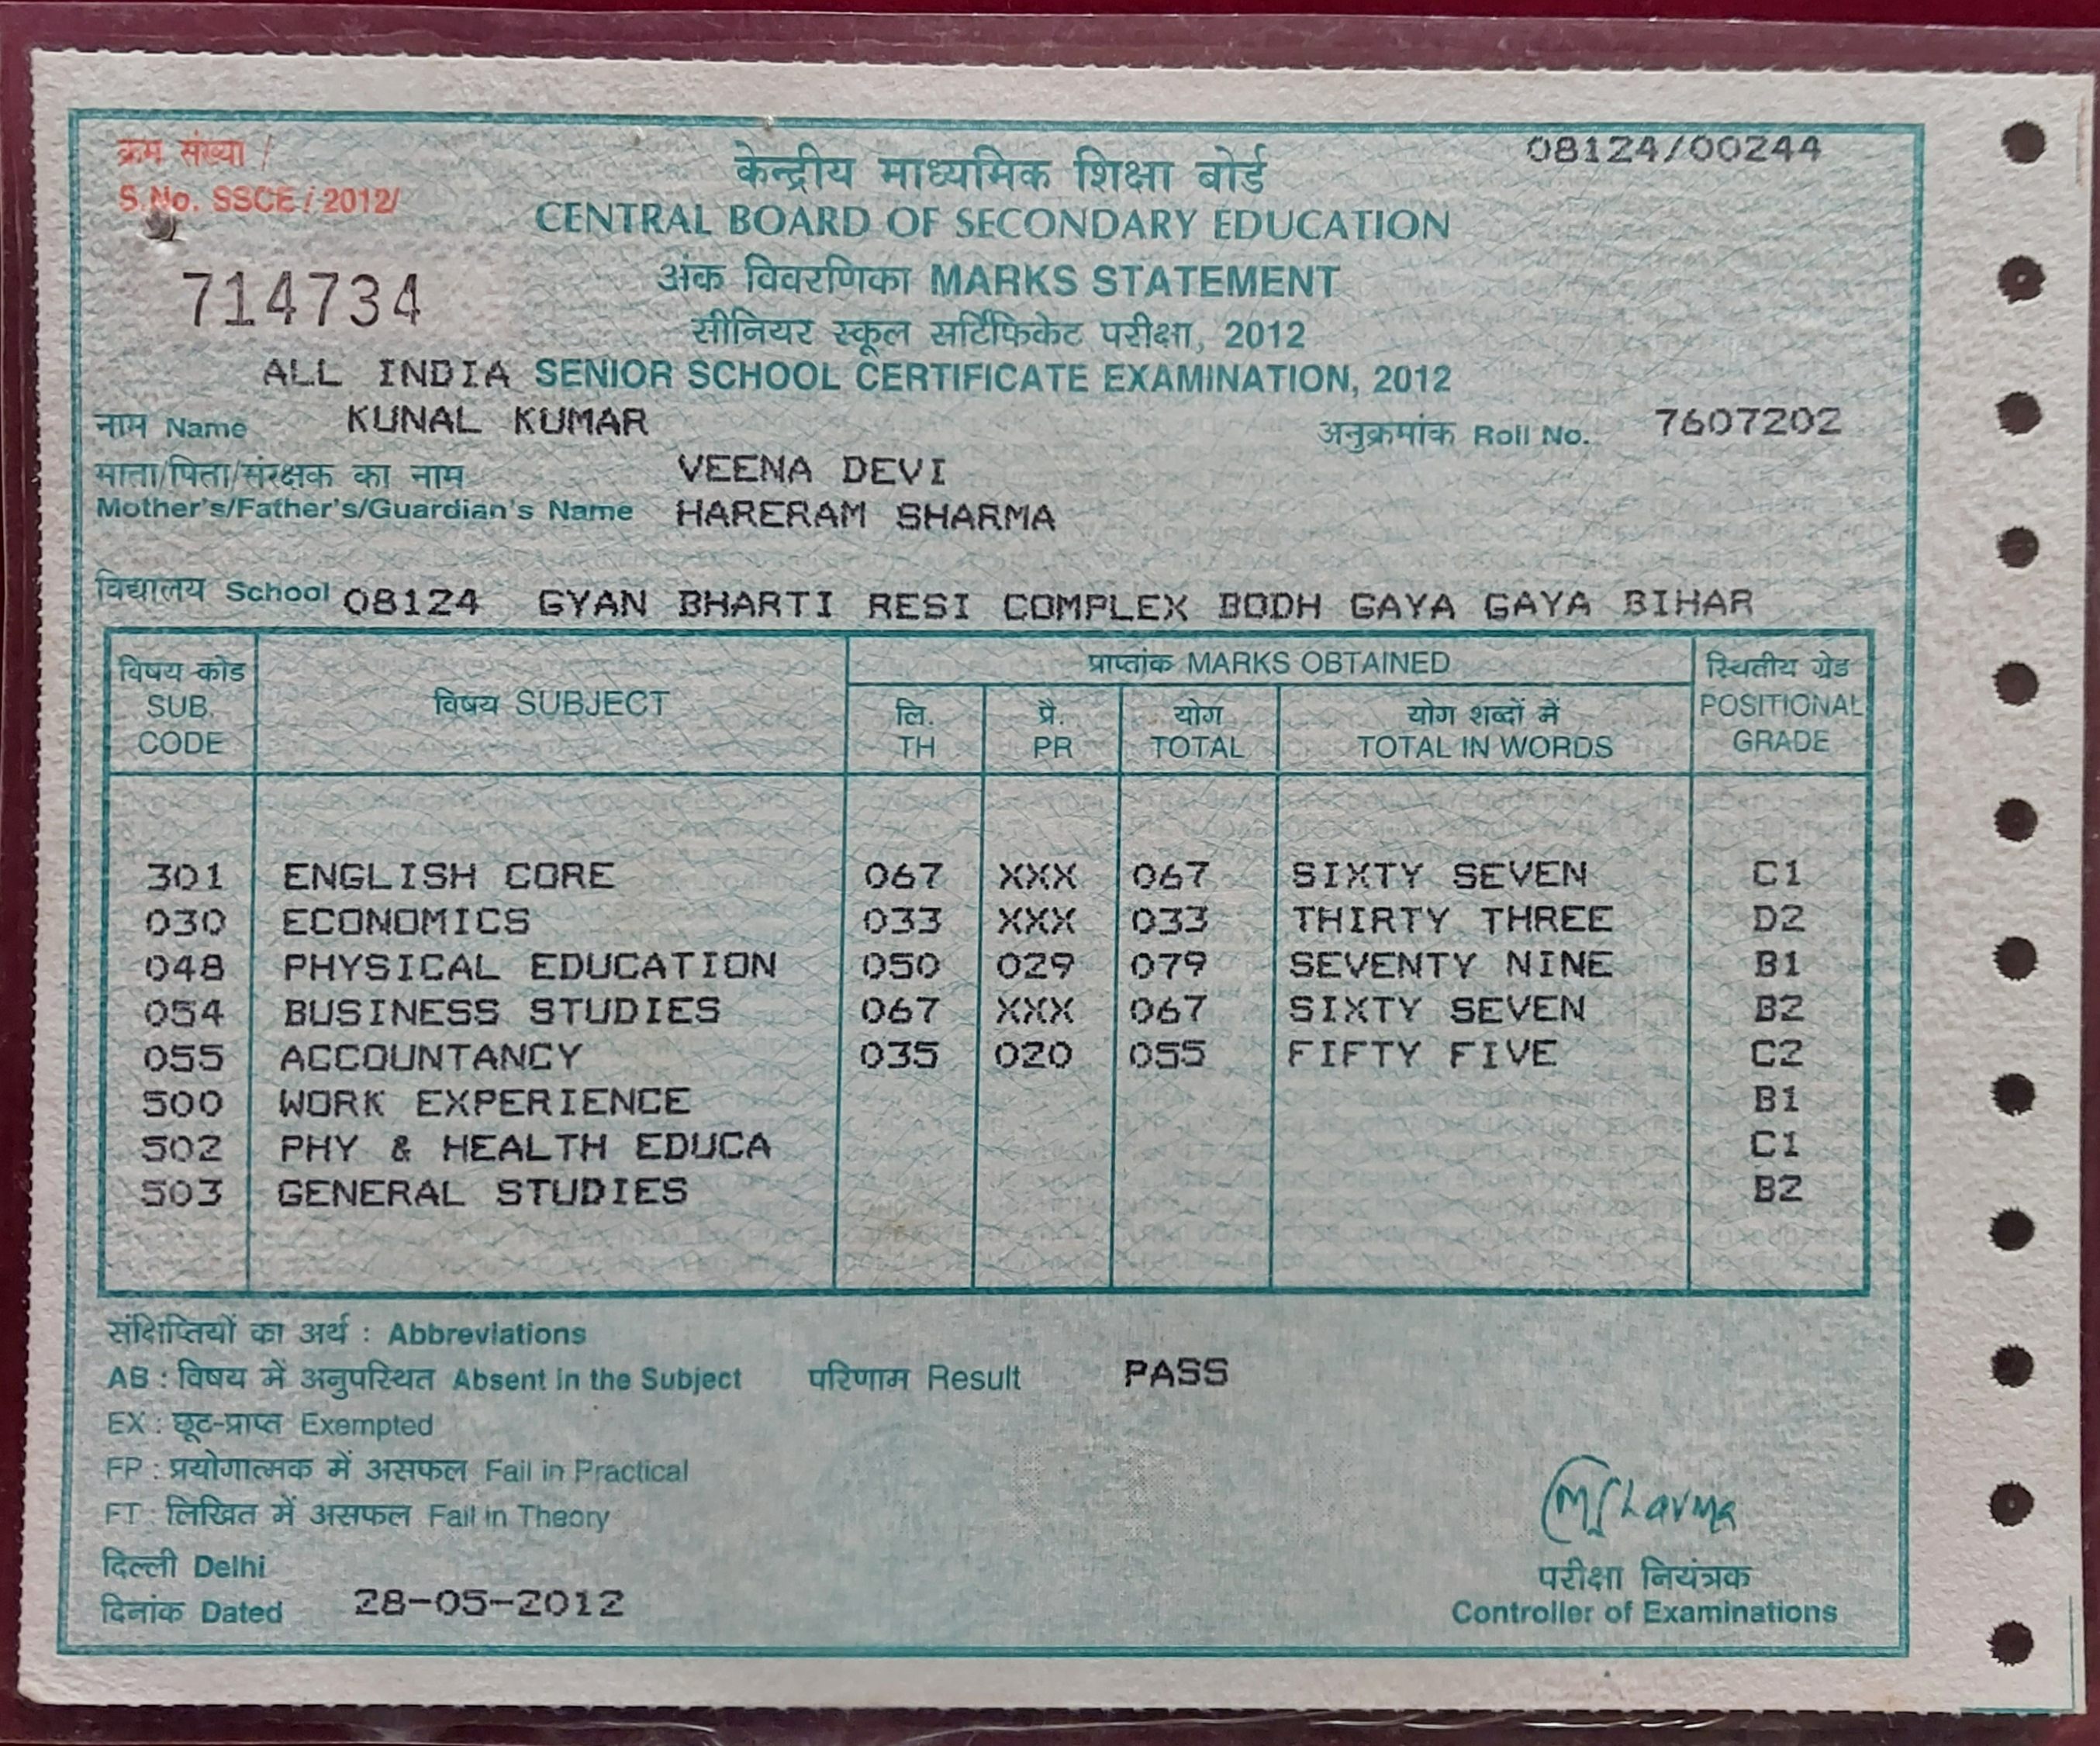 क्रम संख्या / 08124/00244
S.No. SSCE / 2012/
केन्द्रीय माध्यमिक शिक्षा बोर्ड
CENTRAL BOARD OF SECONDARY EDUCATION
714734
अंक विवरणिका MARKS STATEMENT
सीनियर स्कूल सर्टिफिकेट परीक्षा, 2012
ALL INDIA SENIOR SCHOOL CERTIFICATE EXAMINATION, 2012
नाम Name KUNAL KUMAR अनुक्रमांक Roll No. 7607202
माता/पिता/संरक्षक का नाम VEENA DEVI
Mother's/Father's/Guardian's Name HARERAM SHARMA
विद्यालय School 08124 GYAN BHARTI RESI COMPLEX BODH GAYA GAYA BIHAR
विषय कोड SUB. CODE विषय SUBJECT प्राप्तांक MARKS OBTAINED स्थितीय ग्रेड POSITIONAL GRADE
लि. TH प्रै. PR योग TOTAL योग शब्दों में TOTAL IN WORDS
301 ENGLISH CORE 067 XXX 067 SIXTY SEVEN C1
030 ECONOMICS 033 XXX 033 THIRTY THREE D2
048 PHYSICAL EDUCATION 050 029 079 SEVENTY NINE B1
054 BUSINESS STUDIES 067 XXX 067 SIXTY SEVEN B2
055 ACCOUNTANCY 035 020 055 FIFTY FIVE C2
500 WORK EXPERIENCE B1
502 PHY & HEALTH EDUCA C1
503 GENERAL STUDIES B2
संक्षिप्तियों का अर्थ : Abbreviations
AB : विषय में अनुपस्थित Absent in the Subject परिणाम Result PASS
EX : छूट-प्राप्त Exempted
FP : प्रयोगात्मक में असफल Fail in Practical
FT : लिखित में असफल Fail in Theory
दिल्ली Delhi
दिनांक Dated 28-05-2012
परीक्षा नियंत्रक
Controller of Examinations